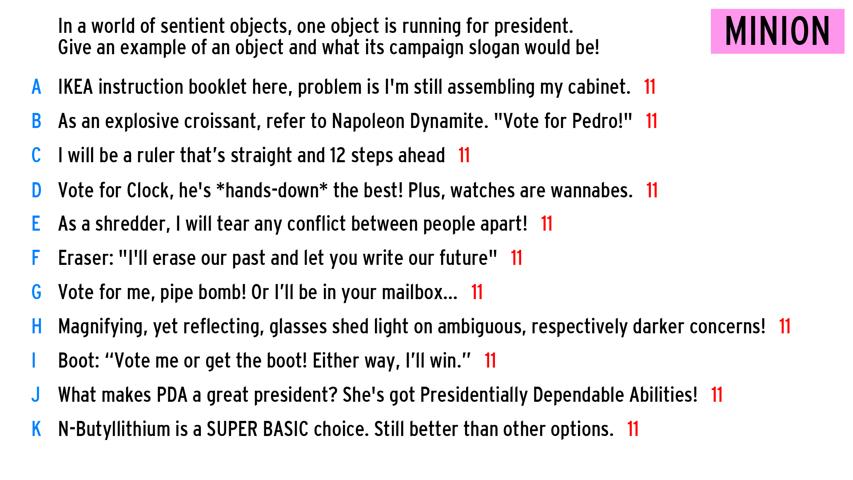 In a world of sentient objects, one object is running for president.
Give an example of an object and what its campaign slogan would be!
MINION
A IKEA instruction booklet here, problem is I'm still assembling my cabinet. 11
B As an explosive croissant, refer to Napoleon Dynamite. "Vote for Pedro!" 11
C I will be a ruler that’s straight and 12 steps ahead 11
D Vote for Clock, he's *hands-down* the best! Plus, watches are wannabes. 11
E As a shredder, I will tear any conflict between people apart! 11
F Eraser: "I'll erase our past and let you write our future" 11
G Vote for me, pipe bomb! Or I’ll be in your mailbox... 11
H Magnifying, yet reflecting, glasses shed light on ambiguous, respectively darker concerns! 11
I Boot: “Vote me or get the boot! Either way, I’ll win.” 11
J What makes PDA a great president? She's got Presidentially Dependable Abilities! 11
K N-Butyllithium is a SUPER BASIC choice. Still better than other options. 11